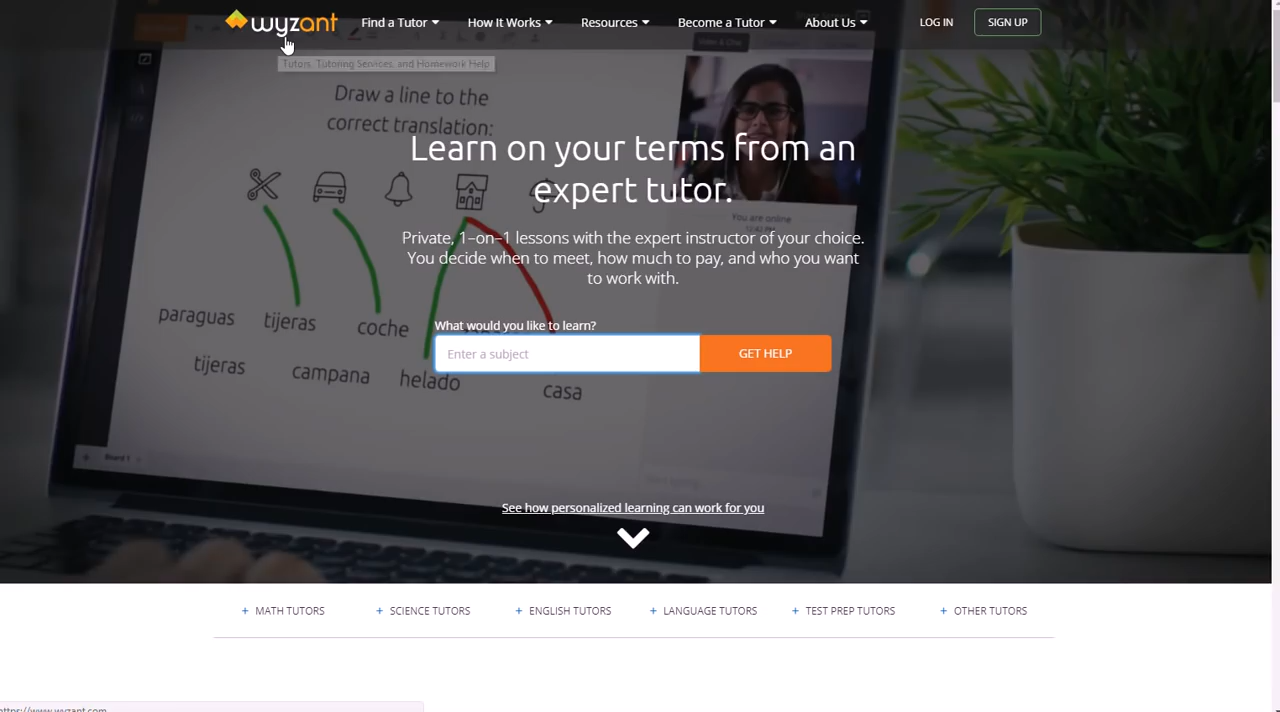 wyzant
Find a Tutor
How It Works
Resources
Become a Tutor
About Us
LOG IN
SIGN UP
Tutors, Tutoring Services, and Homework Help
Draw a line to the
correct translation:
Learn on your terms from an
expert tutor.
You are online
Private, 1–on–1 lessons with the expert instructor of your choice.
You decide when to meet, how much to pay, and who you want
to work with.
paraguas tijeras coche
What would you like to learn?
Enter a subject
GET HELP
tijeras campana helado casa
Board 1
See how personalized learning can work for you
+ MATH TUTORS
+ SCIENCE TUTORS
+ ENGLISH TUTORS
+ LANGUAGE TUTORS
+ TEST PREP TUTORS
+ OTHER TUTORS
https://www.wyzant.com